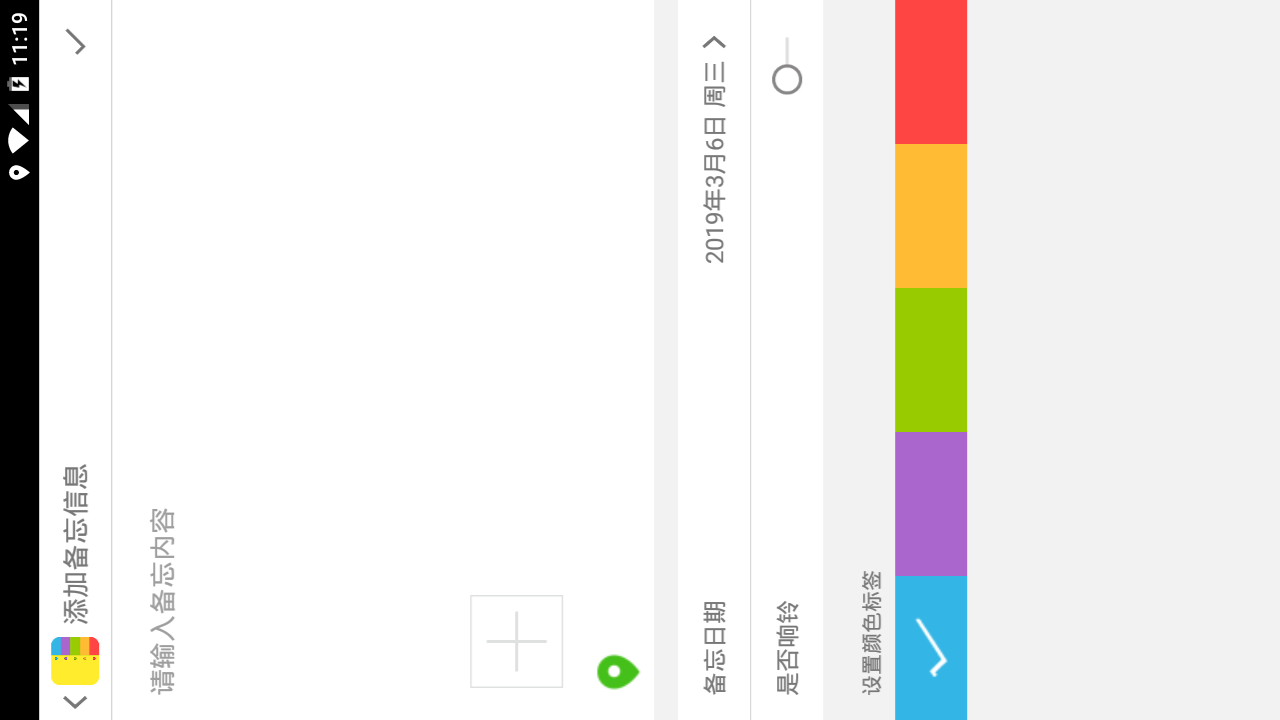 11:19
添加备忘信息
请输入备忘内容
备忘日期 2019年3月6日 周三
是否响铃
设置颜色标签